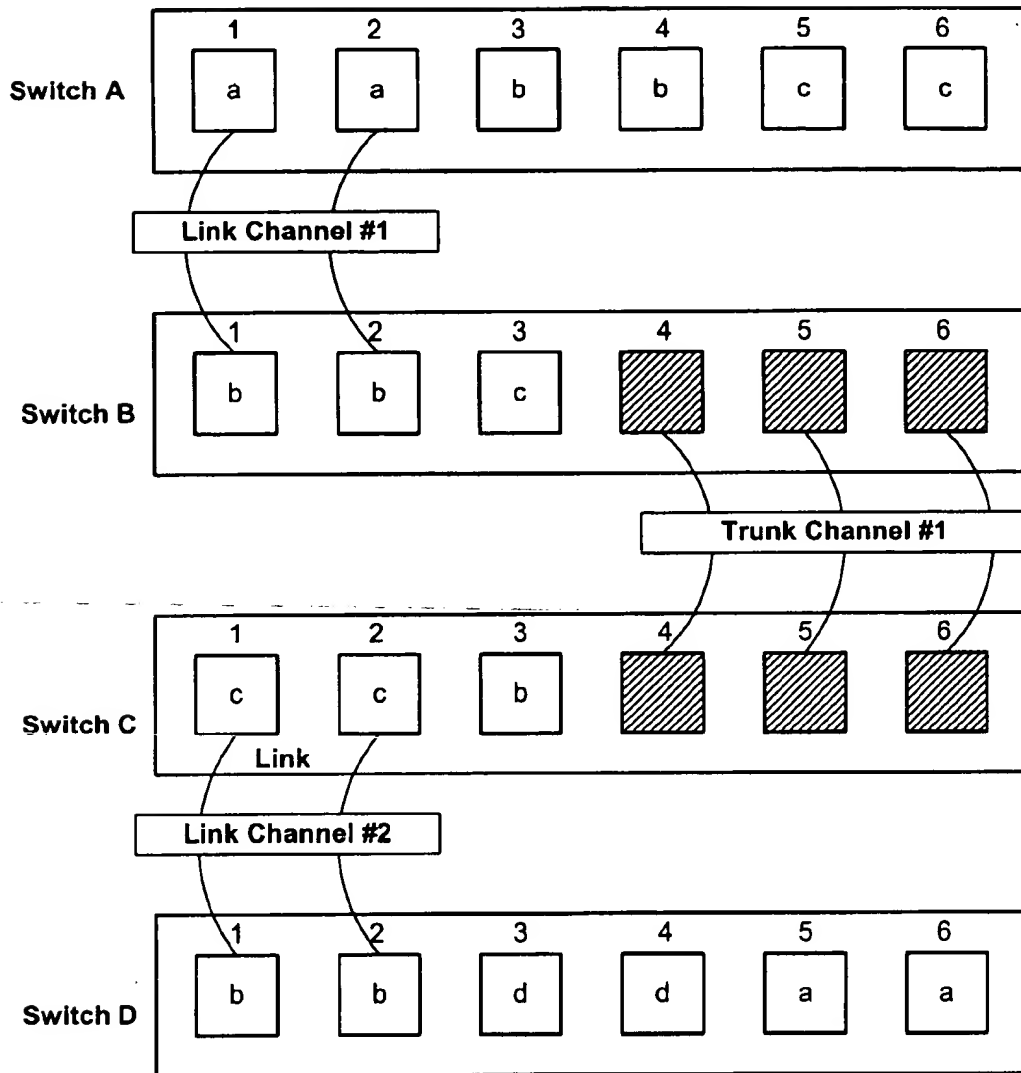 1 2 3 4 5 6
Switch A
a a b b c c
Link Channel #1
1 2 3 4 5 6
Switch B
b b c
Trunk Channel #1
1 2 3 4 5 6
Switch C
c c b
Link
Link Channel #2
1 2 3 4 5 6
Switch D
b b d d a a